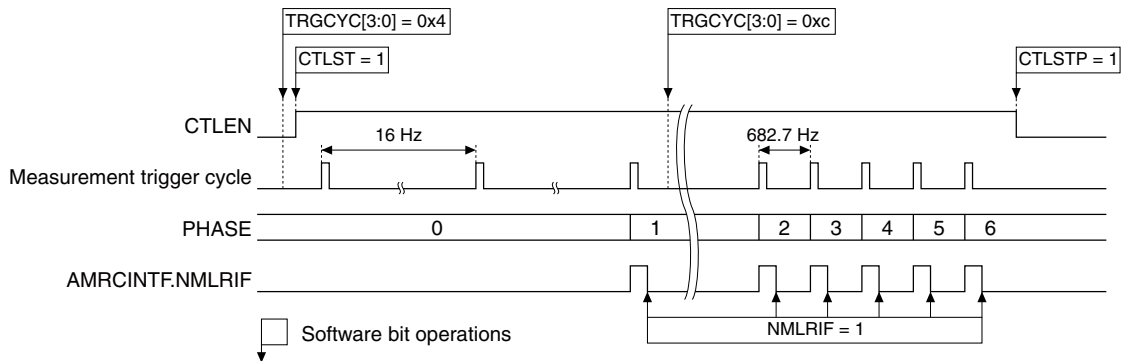 TRGCYC[3:0] = 0x4
TRGCYC[3:0] = 0xc
CTLST = 1
CTLSTP = 1
CTLEN
16 Hz
682.7 Hz
Measurement trigger cycle
PHASE
0
1
2
3
4
5
6
AMRCINTF.NMLRIF
Software bit operations
NMLRIF = 1